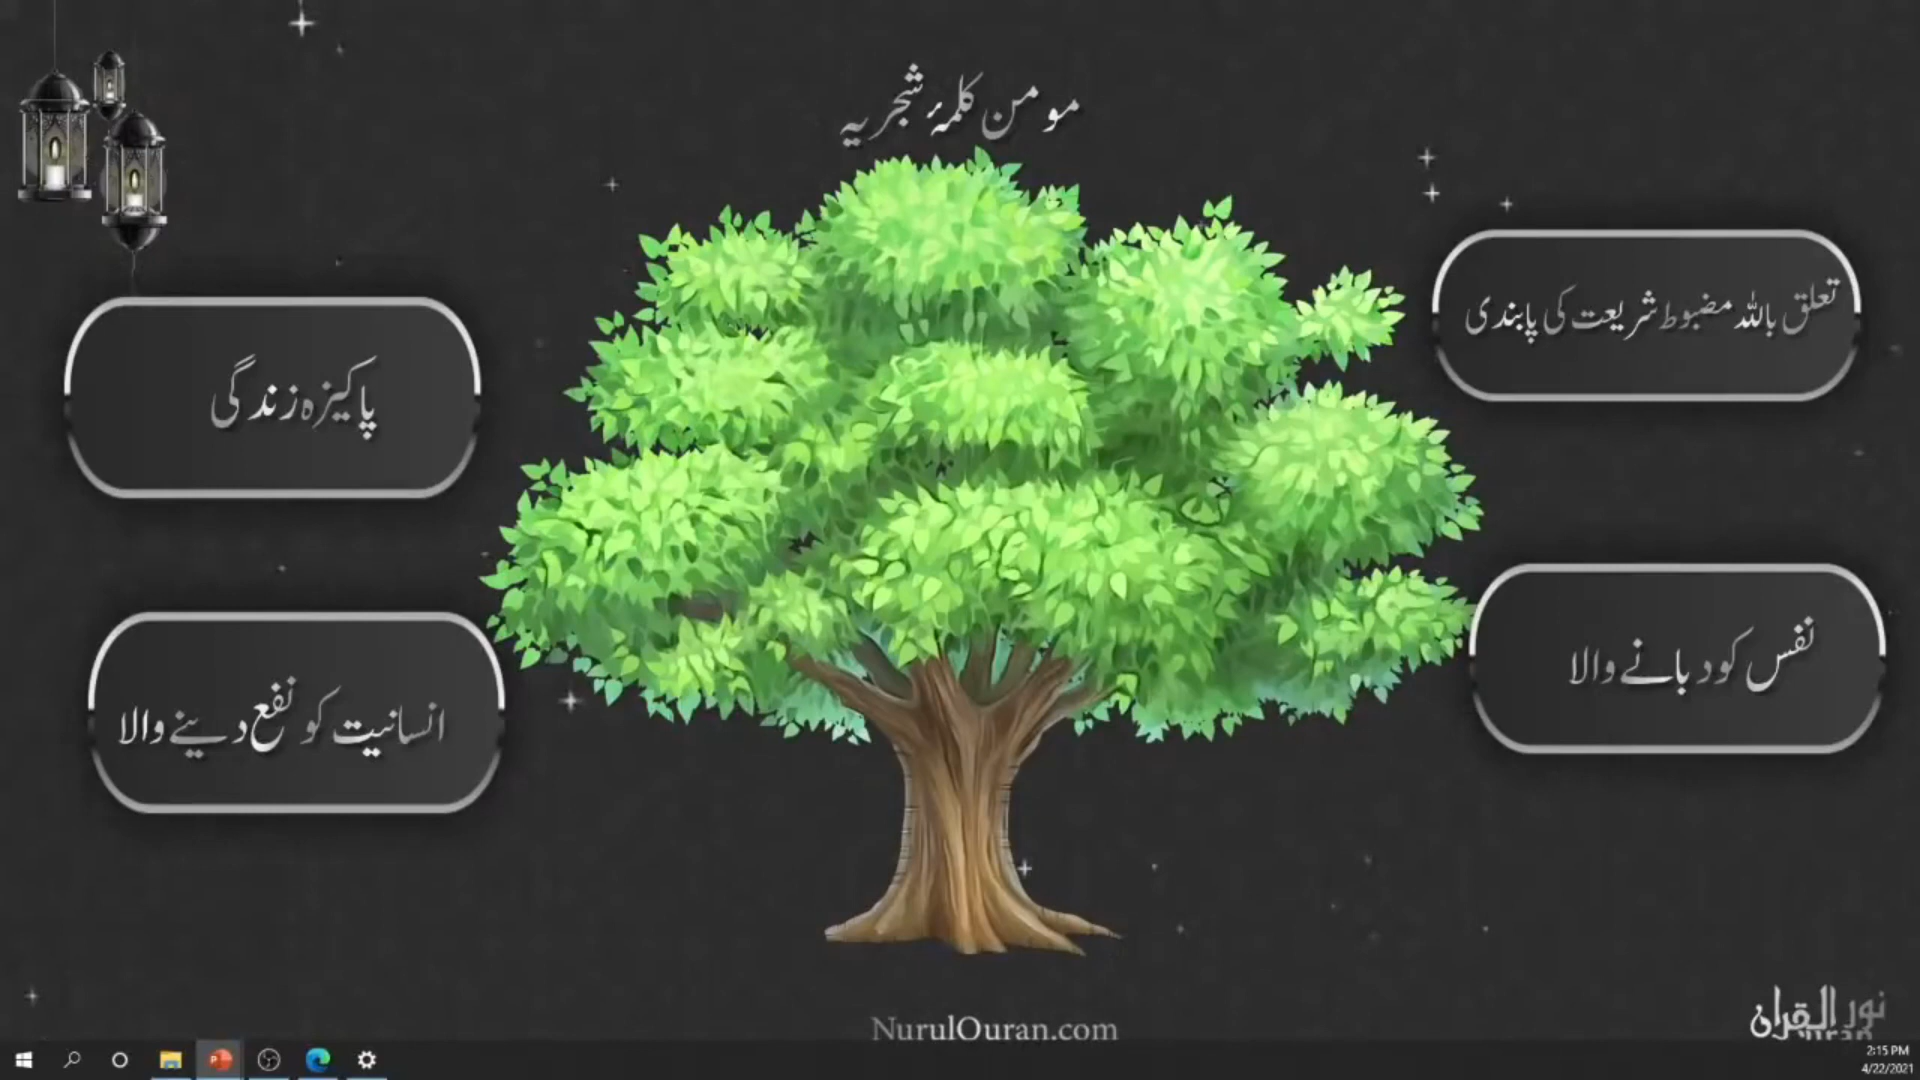 مومن کلمۂ شجریہ
تعلق باللہ مضبوط شریعت کی پابندی
پاکیزہ زندگی
نفس کو دبانے والا
انسانیت کو نفع دینے والا
NurulQuran.com
نور القرآن
2:15 PM
4/22/2021